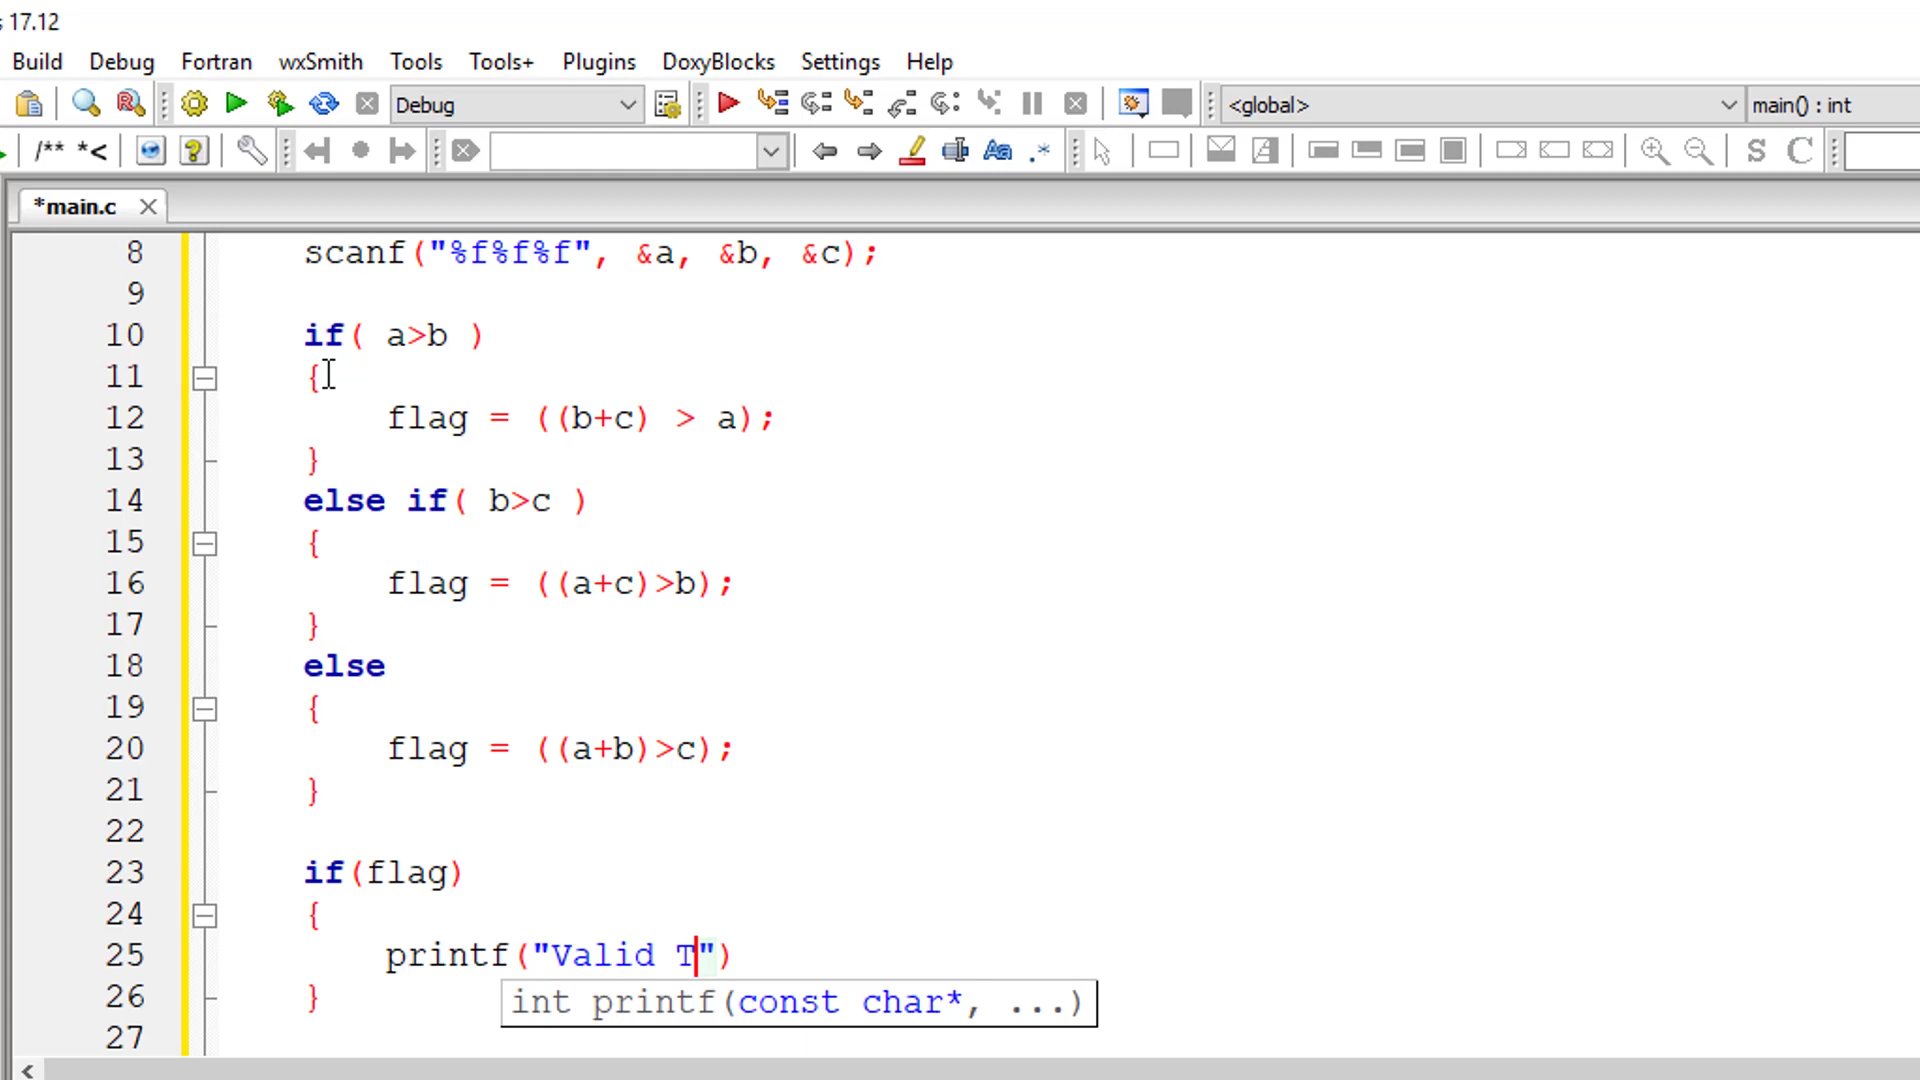 s 17.12
Build Debug Fortran wxSmith Tools Tools+ Plugins DoxyBlocks Settings Help
Debug <global> main() : int
/** *< Aa .* S C
*main.c
8 scanf("%f%f%f", &a, &b, &c);
9
10 if( a>b )
11 {
12 flag = ((b+c) > a);
13 }
14 else if( b>c )
15 {
16 flag = ((a+c)>b);
17 }
18 else
19 {
20 flag = ((a+b)>c);
21 }
22
23 if(flag)
24 {
25 printf("Valid T")
26 }
int printf(const char*, ...)
27